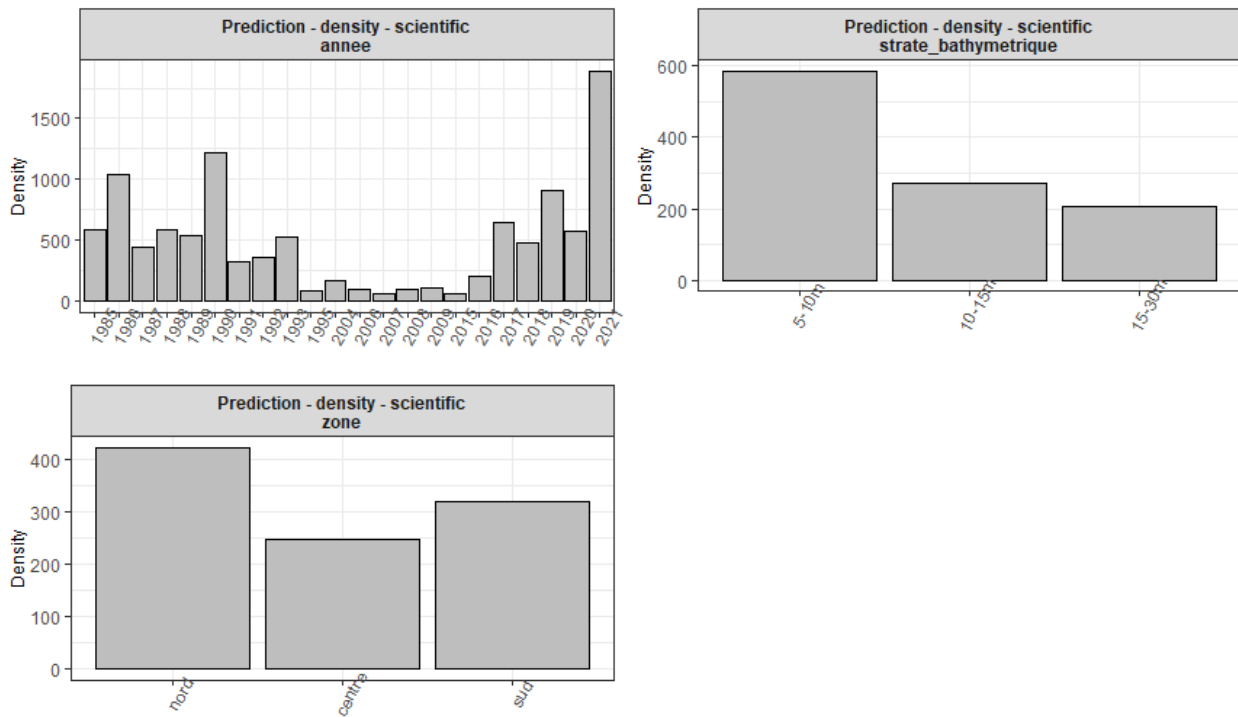 Prediction - density - scientific
annee
Density
1500
1000
500
0
1985
1986
1987
1988
1989
1990
1991
1992
1993
1995
2004
2006
2007
2008
2009
2015
2016
2017
2018
2019
2020
2021
Prediction - density - scientific
strate_bathymetrique
Density
600
400
200
0
5-10m
10-15m
15-30m
Prediction - density - scientific
zone
Density
400
300
200
100
0
nord
centre
sud